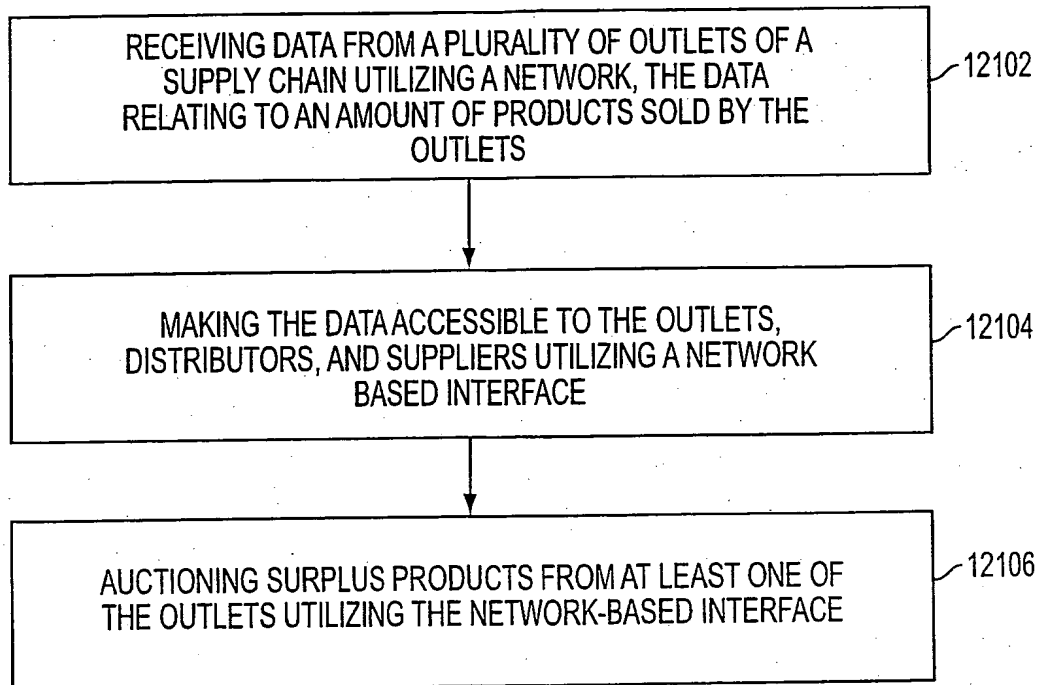 RECEIVING DATA FROM A PLURALITY OF OUTLETS OF A
SUPPLY CHAIN UTILIZING A NETWORK, THE DATA
RELATING TO AN AMOUNT OF PRODUCTS SOLD BY THE
OUTLETS
12102
MAKING THE DATA ACCESSIBLE TO THE OUTLETS,
DISTRIBUTORS, AND SUPPLIERS UTILIZING A NETWORK
BASED INTERFACE
12104
AUCTIONING SURPLUS PRODUCTS FROM AT LEAST ONE OF
THE OUTLETS UTILIZING THE NETWORK-BASED INTERFACE
12106